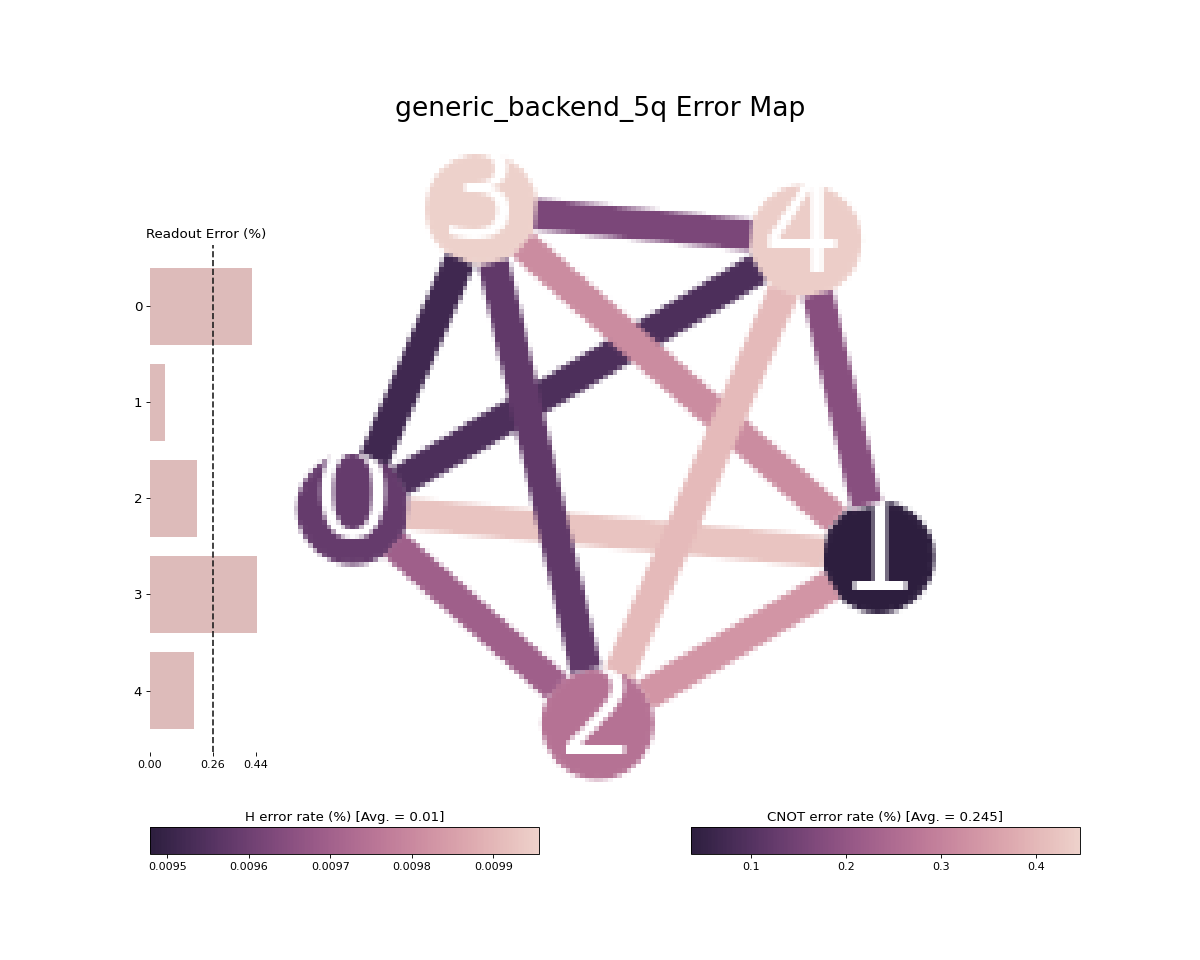 generic_backend_5q Error Map
3
4
Readout Error (%)
0
1
2
3
4
0.00 0.26 0.44
0
1
2
H error rate (%) [Avg. = 0.01]
0.0095 0.0096 0.0097 0.0098 0.0099
CNOT error rate (%) [Avg. = 0.245]
0.1 0.2 0.3 0.4